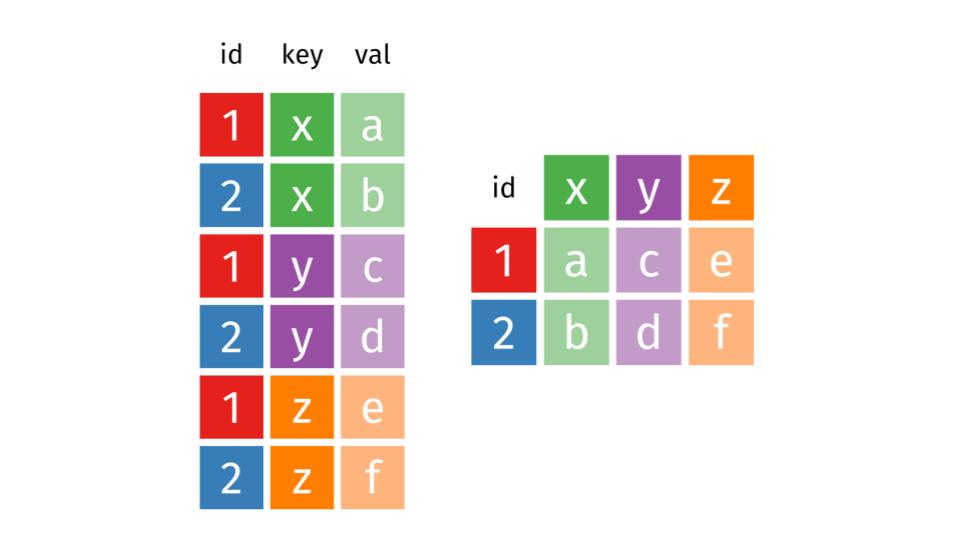 id key val
1 x a
2 x b
1 y c
2 y d
1 z e
2 z f
id x y z
1 a c e
2 b d f